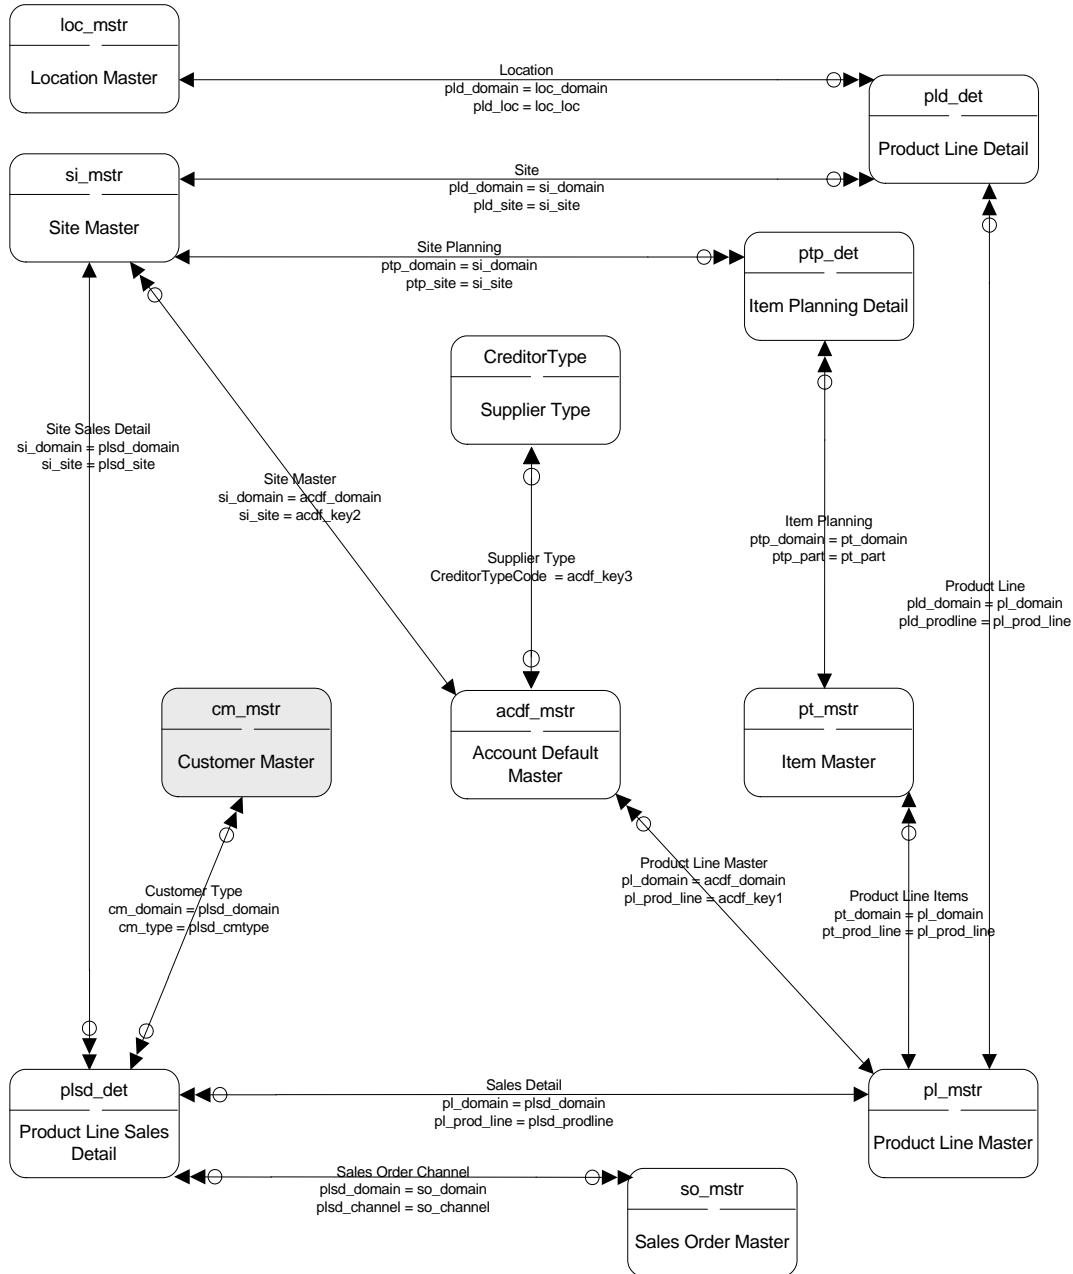 loc_mstr
Location Master
Location
pld_domain = loc_domain
pld_loc = loc_loc
pld_det
Product Line Detail
si_mstr
Site Master
Site
pld_domain = si_domain
pld_site = si_site
Site Planning
ptp_domain = si_domain
ptp_site = si_site
ptp_det
Item Planning Detail
CreditorType
Supplier Type
Site Sales Detail
si_domain = plsd_domain
si_site = plsd_site
Site Master
si_domain = acdf_domain
si_site = acdf_key2
Supplier Type
CreditorTypeCode = acdf_key3
Item Planning
ptp_domain = pt_domain
ptp_part = pt_part
Product Line
pld_domain = pl_domain
pld_prodline = pl_prod_line
cm_mstr
Customer Master
acdf_mstr
Account Default
Master
pt_mstr
Item Master
Customer Type
cm_domain = plsd_domain
cm_type = plsd_cmtype
Product Line Master
pl_domain = acdf_domain
pl_prod_line = acdf_key1
Product Line Items
pt_domain = pl_domain
pt_prod_line = pl_prod_line
plsd_det
Product Line Sales
Detail
Sales Detail
pl_domain = plsd_domain
pl_prod_line = plsd_prodline
pl_mstr
Product Line Master
Sales Order Channel
plsd_domain = so_domain
plsd_channel = so_channel
so_mstr
Sales Order Master